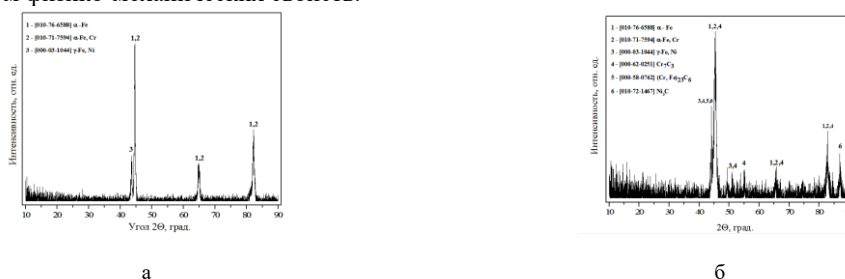 физико-механических свойств.
1 - [010-76-6588] α-Fe
2 - [010-71-7594] α-Fe, Cr
3 - [000-03-1044] γ-Fe, Ni
Интенсивность, отн. ед.
1,2
3
1,2
1,2
10 20 30 40 50 60 70 80 90
Угол 2Θ, град.
а
1 - [010-76-6588] α - Fe
2 - [010-71-7594] α-Fe, Cr
3 - [000-03-1044] γ-Fe, Ni
4 - [000-62-0251] Cr7C3
5 - [000-58-0762] (Cr, Fe)23C6
6 - [010-72-1467] Ni3C
Интенсивность, отн. ед.
1,2,4
3,4
4
1,2,4
1,2,4
6
10 20 30 40 50 60 70 80
2Θ, град.
б